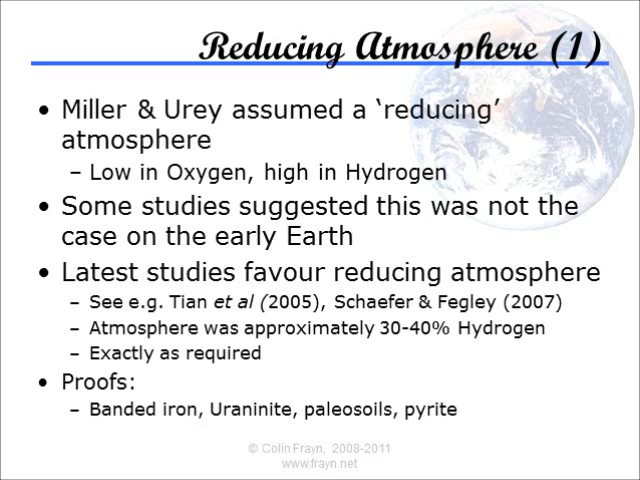 Reducing Atmosphere (1)
• Miller & Urey assumed a ‘reducing’
atmosphere
– Low in Oxygen, high in Hydrogen
• Some studies suggested this was not the
case on the early Earth
• Latest studies favour reducing atmosphere
– See e.g. Tian et al (2005), Schaefer & Fegley (2007)
– Atmosphere was approximately 30-40% Hydrogen
– Exactly as required
• Proofs:
– Banded iron, Uraninite, paleosoils, pyrite
© Colin Frayn, 2008-2011
www.frayn.net